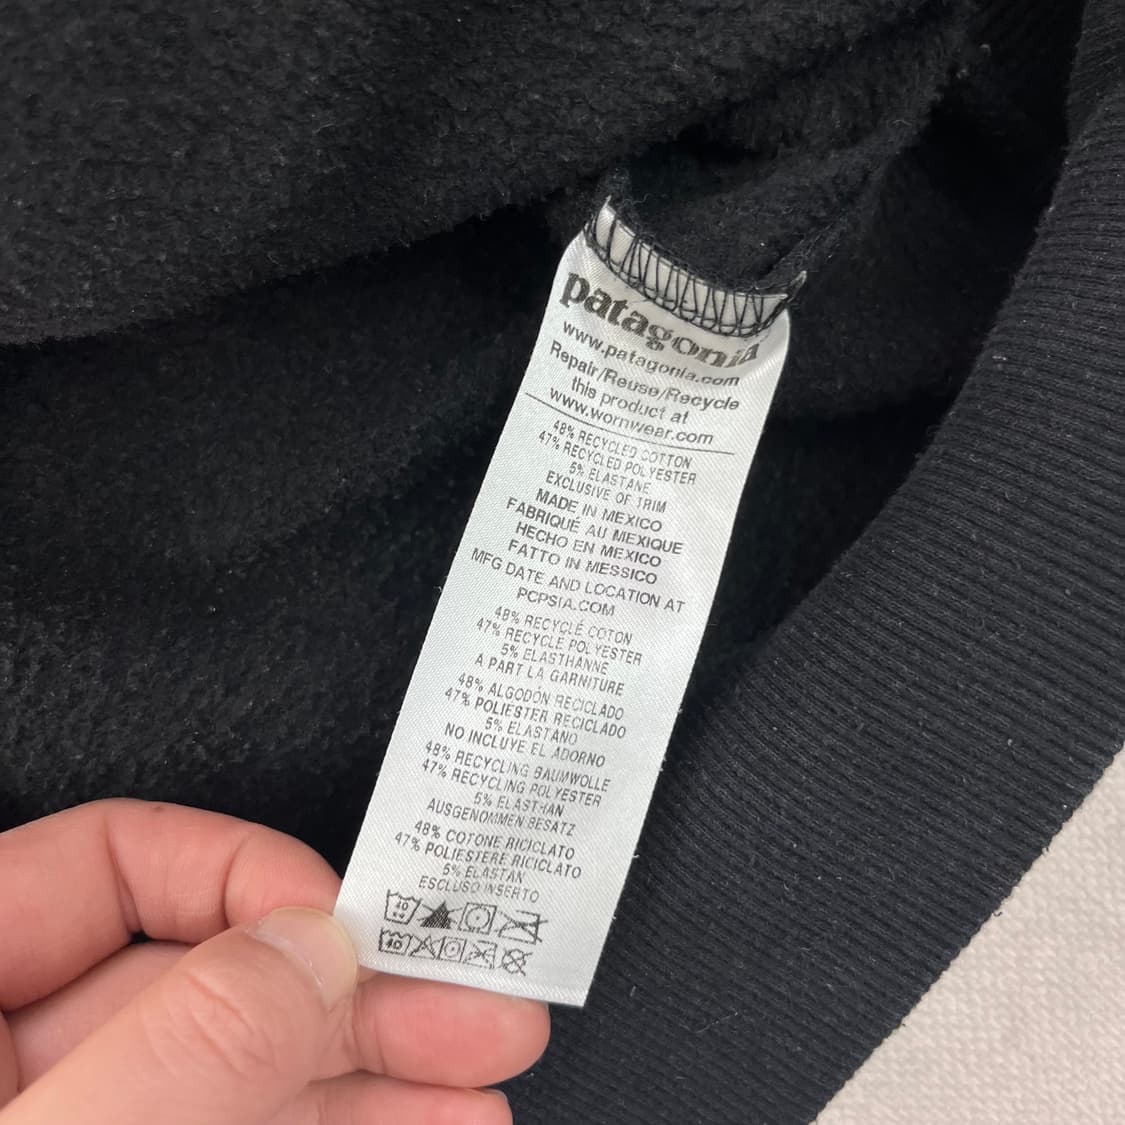 patagonia
www.patagonia.com
Repair/Reuse/Recycle
this product at
www.wornwear.com
48% RECYCLED COTTON
47% RECYCLED POLYESTER
5% ELASTANE
EXCLUSIVE OF TRIM
MADE IN MEXICO
FABRIQUÉ AU MEXIQUE
HECHO EN MEXICO
FATTO IN MESSICO
MFG DATE AND LOCATION AT
PCPSIA.COM
48% RECYCLÉ COTON
47% RECYCLÉ POLYESTER
5% ELASTHANNE
A PART LA GARNITURE
48% ALGODÓN RECICLADO
47% POLIESTER RECICLADO
5% ELASTANO
NO INCLUYE EL ADORNO
48% RECYCLING BAUMWOLLE
47% RECYCLING POLYESTER
5% ELASTHAN
AUSGENOMMEN BESATZ
48% COTONE RICICLATO
47% POLIESTERE RICICLATO
5% ELASTAN
ESCLUSO INSERTO
40
40